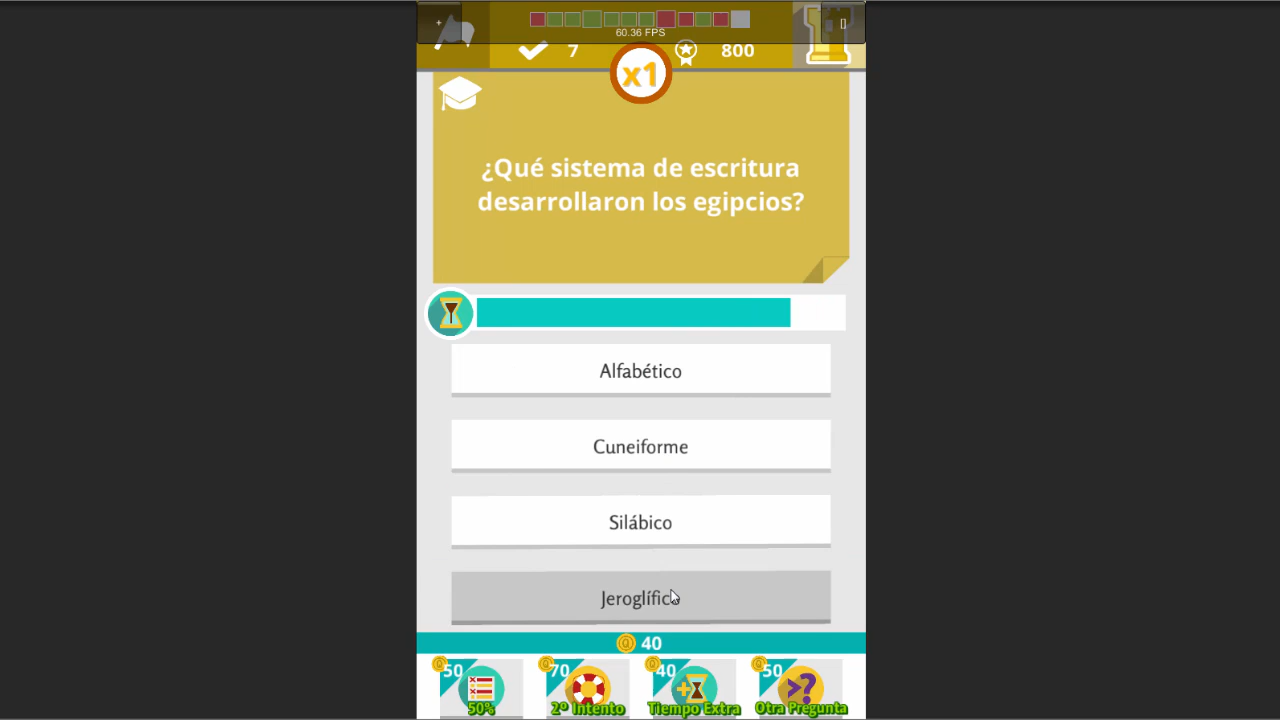 60.36 FPS
7
800
x1
¿Qué sistema de escritura
desarrollaron los egipcios?
Alfabético
Cuneiforme
Silábico
Jeroglífico
40
50
70
40
50
50%
2º Intento
Tiempo Extra
Otra Pregunta